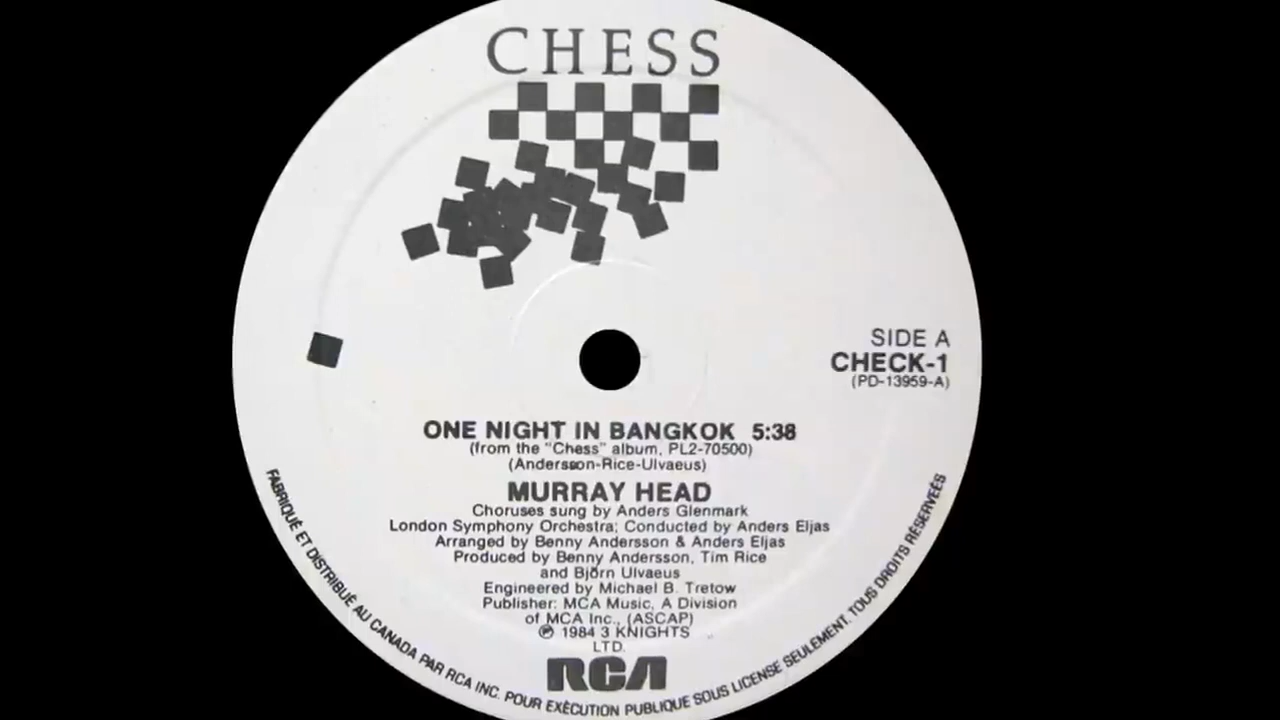 CHESS
SIDE A
CHECK-1
(PD-13959-A)
ONE NIGHT IN BANGKOK 5:38
(from the "Chess" album, PL2-70500)
(Andersson-Rice-Ulvaeus)
MURRAY HEAD
Choruses sung by Anders Glenmark
London Symphony Orchestra; Conducted by Anders Eljas
Arranged by Benny Andersson & Anders Eljas
Produced by Benny Andersson, Tim Rice
and Björn Ulvaeus
Engineered by Michael B. Tretow
Publisher: MCA Music, A Division
of MCA Inc., (ASCAP)
℗ 1984 3 KNIGHTS
LTD.
RCA
FABRIQUÉ ET DISTRIBUÉ AU CANADA PAR RCA INC. POUR EXÉCUTION PUBLIQUE SOUS LICENSE SEULEMENT. TOUS DROITS RÉSERVEÉS